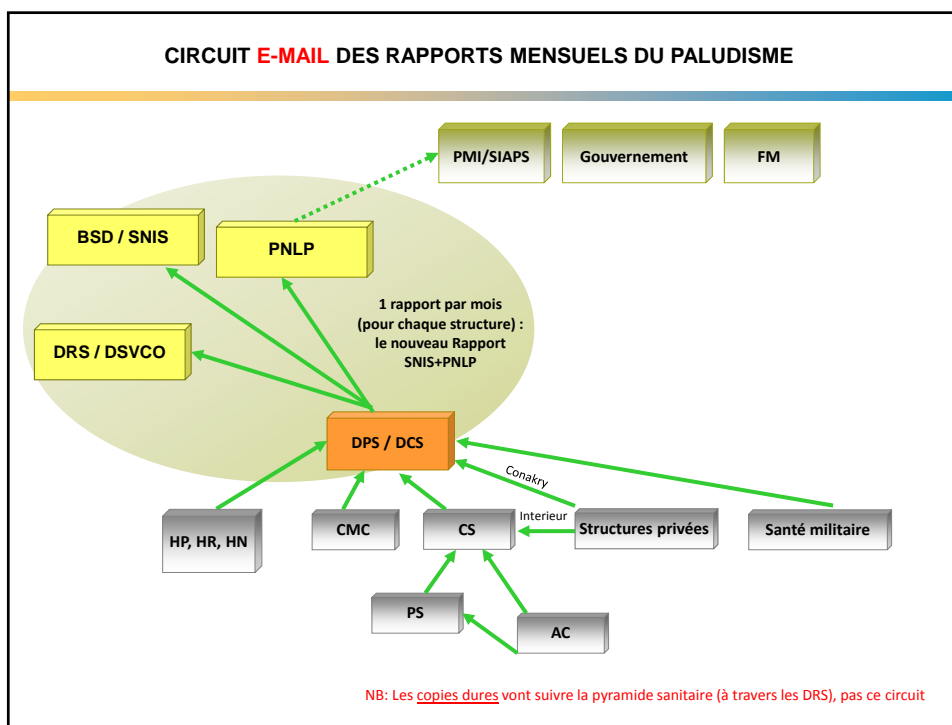 CIRCUIT E-MAIL DES RAPPORTS MENSUELS DU PALUDISME
PMI/SIAPS
Gouvernement
FM
BSD / SNIS
PNLP
1 rapport par mois
(pour chaque structure) :
le nouveau Rapport
SNIS+PNLP
DRS / DSVCO
DPS / DCS
Conakry
Interieur
HP, HR, HN
CMC
CS
Structures privées
Santé militaire
PS
AC
NB: Les copies dures vont suivre la pyramide sanitaire (à travers les DRS), pas ce circuit